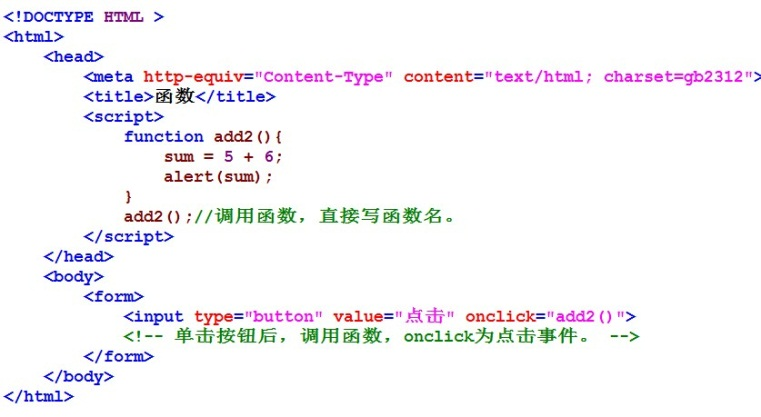 <!DOCTYPE HTML >
<html>
    <head>
        <meta http-equiv="Content-Type" content="text/html; charset=gb2312">
        <title>函数</title>
        <script>
            function add2(){
                sum = 5 + 6;
                alert(sum);
            }
            add2();//调用函数，直接写函数名。
        </script>
    </head>
    <body>
        <form>
            <input type="button" value="点击" onclick="add2()">
            <!-- 单击按钮后，调用函数，onclick为点击事件。 -->
        </form>
    </body>
</html>